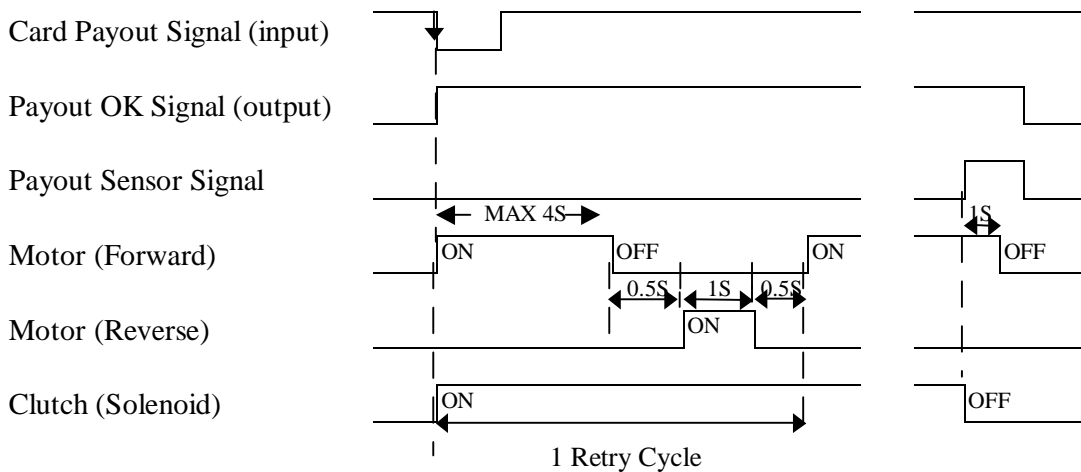 Card Payout Signal (input)
Payout OK Signal (output)
Payout Sensor Signal
MAX 4S
1S
Motor (Forward)
ON
OFF
ON
OFF
0.5S
1S
0.5S
Motor (Reverse)
ON
Clutch (Solenoid)
ON
OFF
1 Retry Cycle